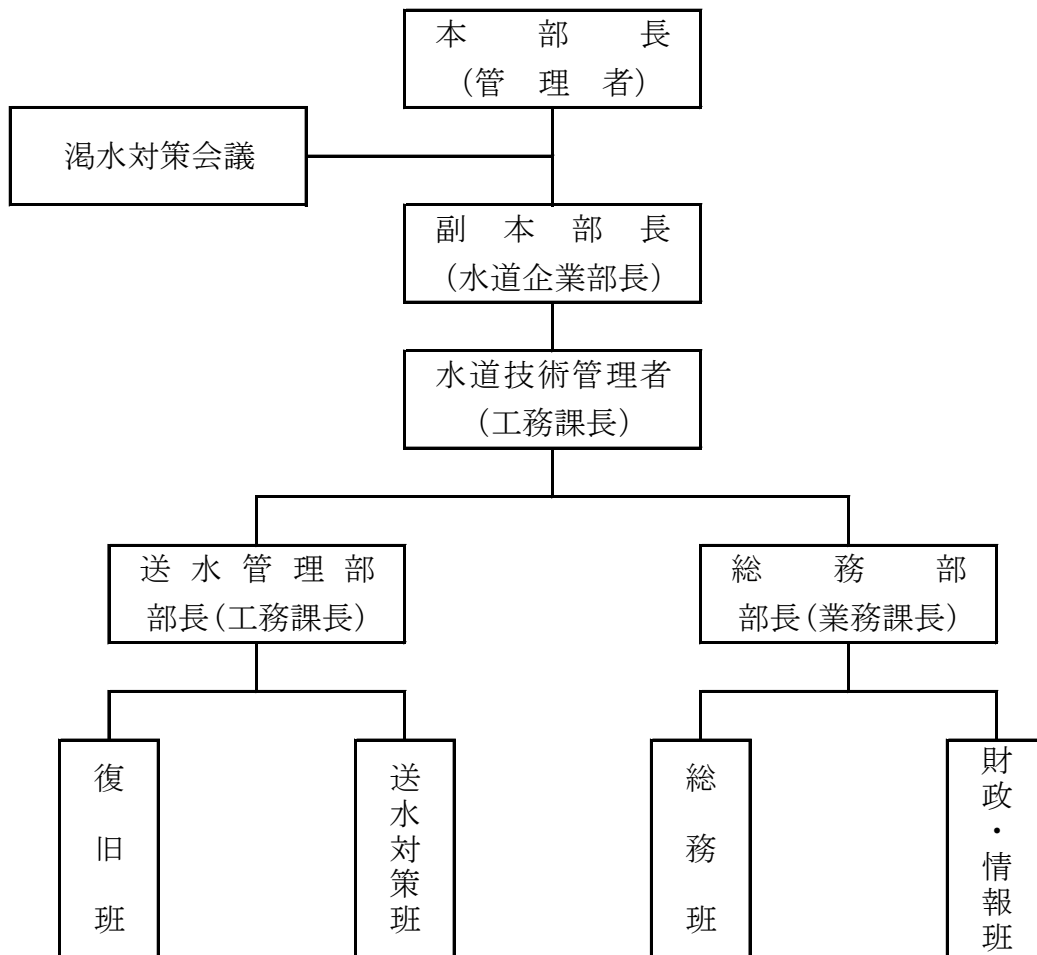 本部長
(管理者)
渇水対策会議
副本部長
(水道企業部長)
水道技術管理者
(工務課長)
送水管理部
部長(工務課長)
総務部
部長(業務課長)
復旧班
送水対策班
総務班
財政・情報班